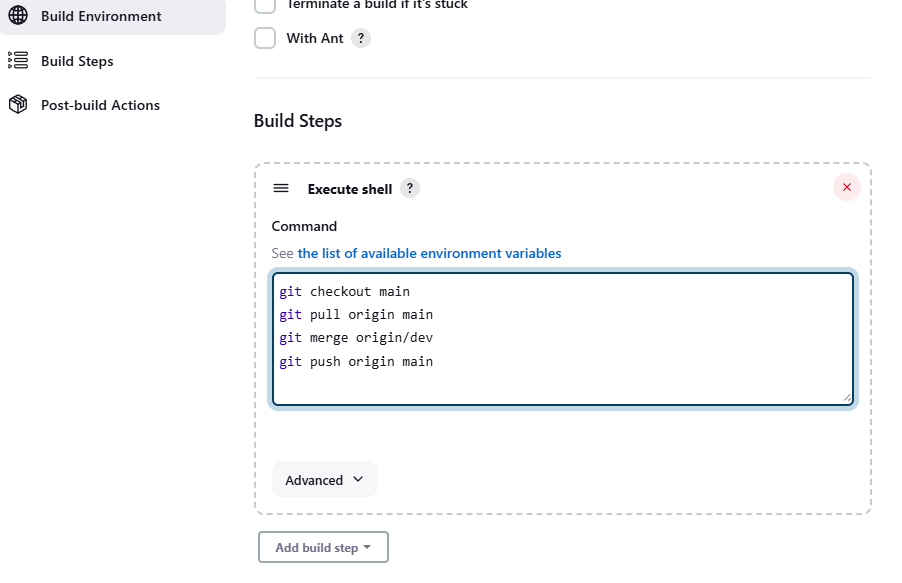 Build Environment
Build Steps
Post-build Actions
Terminate a build if it's stuck
With Ant ?
Build Steps
Execute shell ?
Command
See the list of available environment variables
git checkout main
git pull origin main
git merge origin/dev
git push origin main
Advanced
Add build step